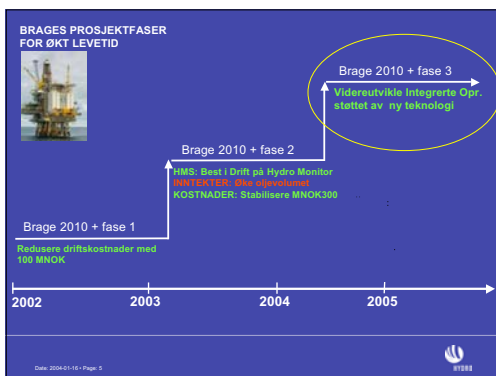 BRAGES PROSJEKTFASER
FOR ØKT LEVETID
Brage 2010 + fase 3
Videreutvikle Integrerte Opr.
støttet av ny teknologi
Brage 2010 + fase 2
HMS: Best i Drift på Hydro Monitor
INNTEKTER: Øke oljevolumet
KOSTNADER: Stabilisere MNOK300
Brage 2010 + fase 1
Redusere driftskostnader med
100 MNOK
2002 2003 2004 2005
Date: 2004-01-16 • Page: 5
HYDRO